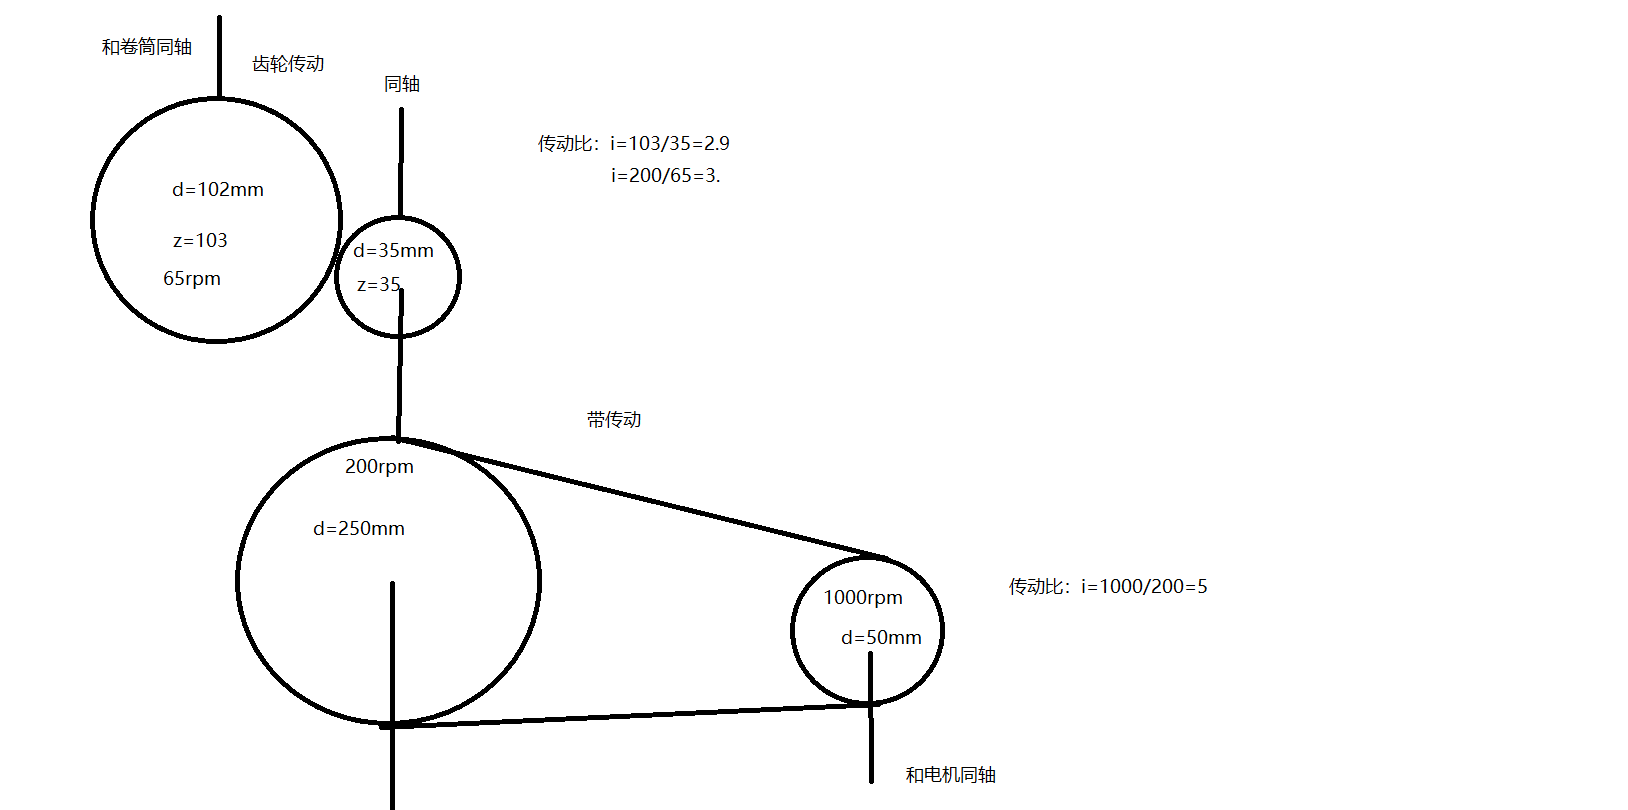 和卷筒同轴
齿轮传动
同轴
传动比：i=103/35=2.9
i=200/65=3.
d=102mm
z=103
65rpm
d=35mm
z=35
带传动
200rpm
d=250mm
1000rpm
d=50mm
传动比：i=1000/200=5
和电机同轴